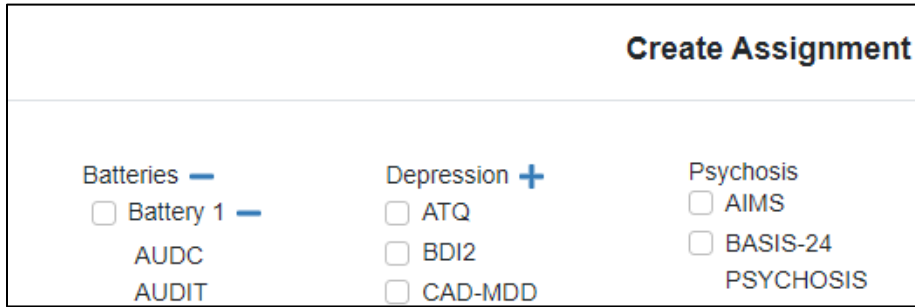 Create Assignment
Batteries
Battery 1
AUDC
AUDIT
Depression
ATQ
BDI2
CAD-MDD
Psychosis
AIMS
BASIS-24
PSYCHOSIS